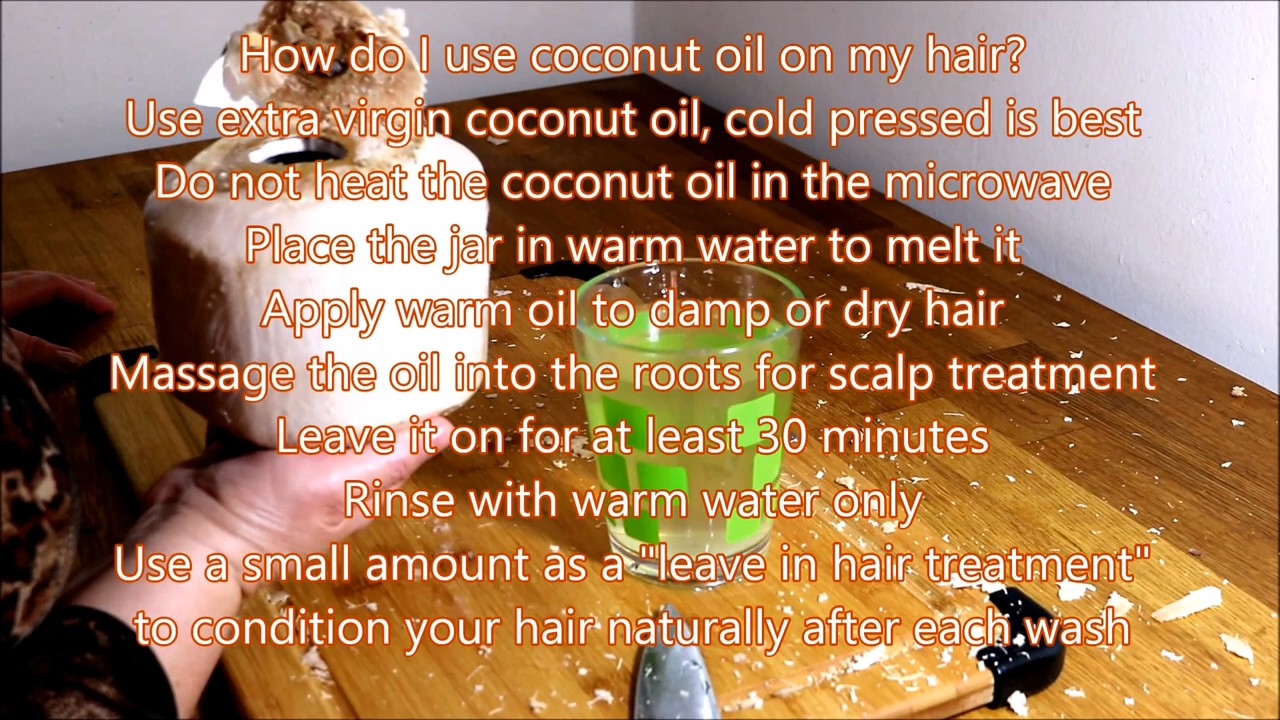 How do I use coconut oil on my hair?
Use extra virgin coconut oil, cold pressed is best
Do not heat the coconut oil in the microwave
Place the jar in warm water to melt it
Apply warm oil to damp or dry hair
Massage the oil into the roots for scalp treatment
Leave it on for at least 30 minutes
Rinse with warm water only
Use a small amount as a "leave in hair treatment"
to condition your hair naturally after each wash